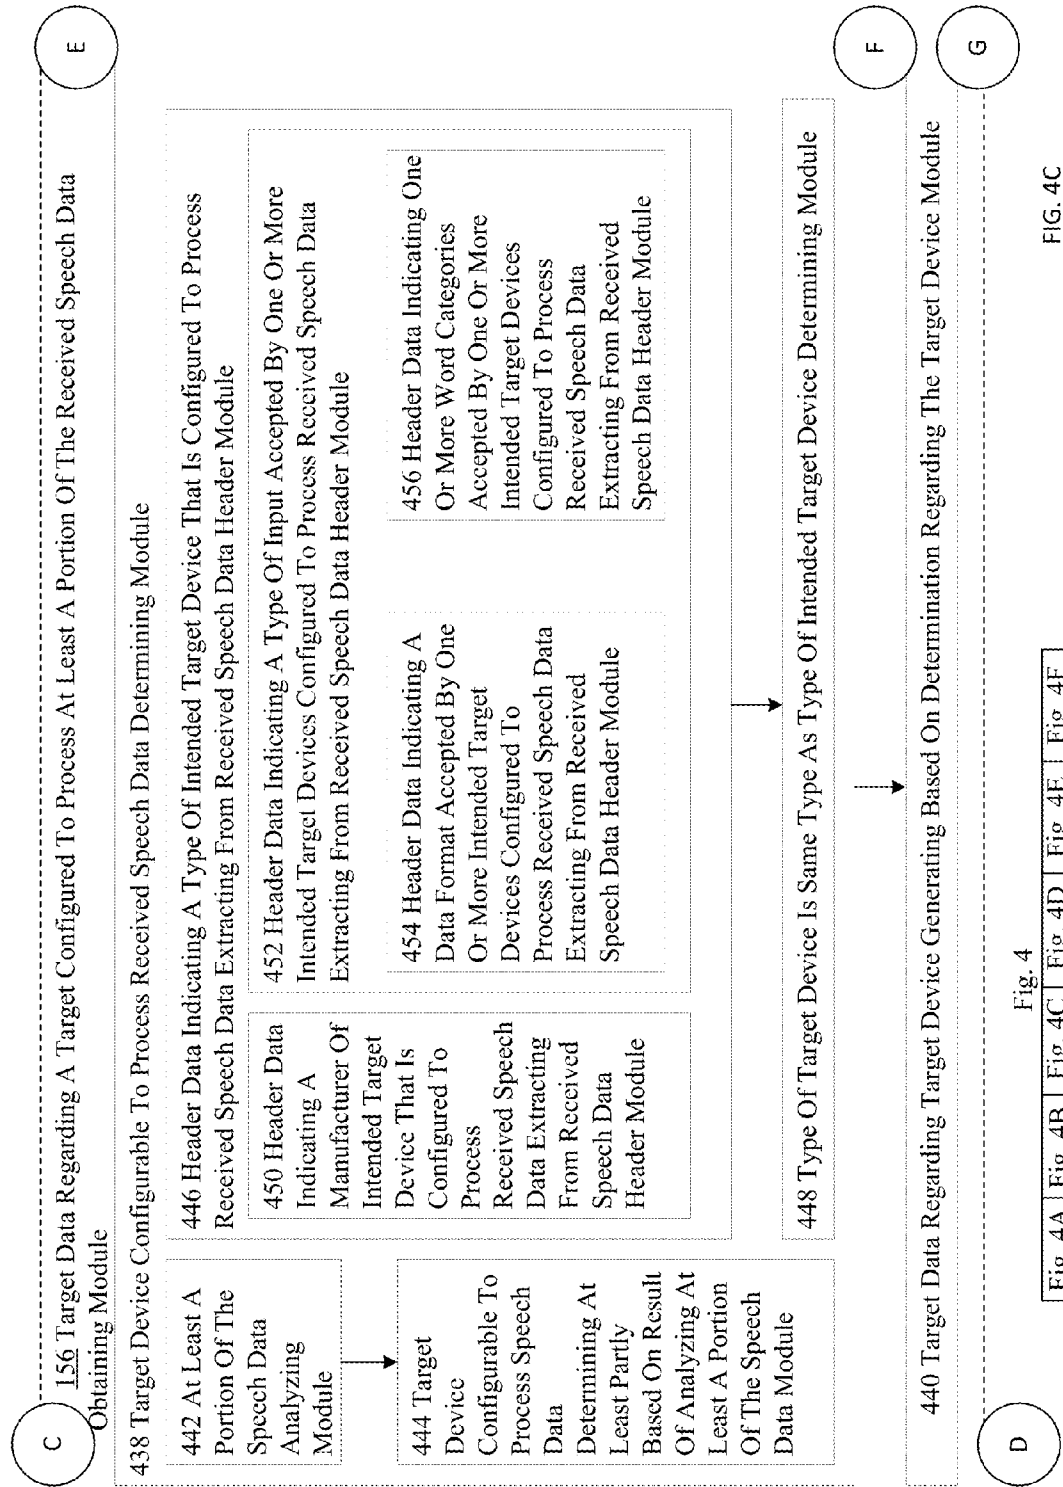 C
E
156 Target Data Regarding A Target Configured To Process At Least A Portion Of The Received Speech Data
Obtaining Module
438 Target Device Configurable To Process Received Speech Data Determining Module
442 At Least A
Portion Of The
Speech Data
Analyzing
Module
444 Target
Device
Configurable To
Process Speech
Data
Determining At
Least Partly
Based On Result
Of Analyzing At
Least A Portion
Of The Speech
Data Module
446 Header Data Indicating A Type Of Intended Target Device That Is Configured To Process
Received Speech Data Extracting From Received Speech Data Header Module
450 Header Data
Indicating A
Manufacturer Of
Intended Target
Device That Is
Configured To
Process
Received Speech
Data Extracting
From Received
Speech Data
Header Module
452 Header Data Indicating A Type Of Input Accepted By One Or More
Intended Target Devices Configured To Process Received Speech Data
Extracting From Received Speech Data Header Module
454 Header Data Indicating A
Data Format Accepted By One
Or More Intended Target
Devices Configured To
Process Received Speech Data
Extracting From Received
Speech Data Header Module
456 Header Data Indicating One
Or More Word Categories
Accepted By One Or More
Intended Target Devices
Configured To Process
Received Speech Data
Extracting From Received
Speech Data Header Module
448 Type Of Target Device Is Same Type As Type Of Intended Target Device Determining Module
F
440 Target Data Regarding Target Device Generating Based On Determination Regarding The Target Device Module
D
G
Fig. 4
Fig. 4A Fig. 4B Fig. 4C Fig. 4D Fig. 4E Fig. 4F
FIG. 4C